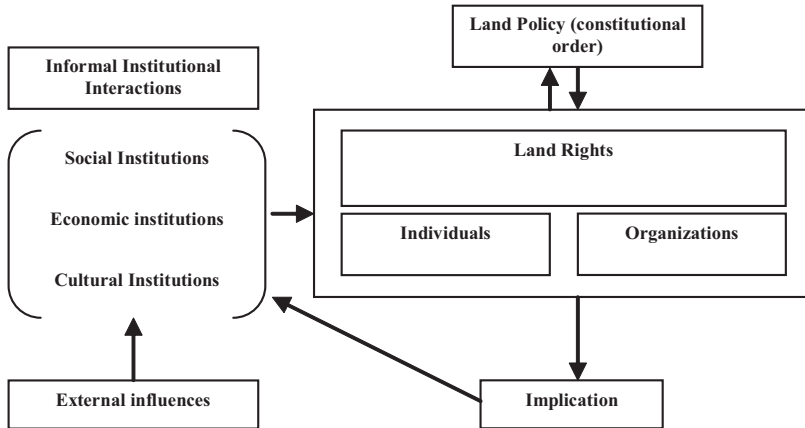 Land Policy (constitutional
order)
Informal Institutional
Interactions
Social Institutions
Economic institutions
Cultural Institutions
Land Rights
Individuals
Organizations
External influences
Implication